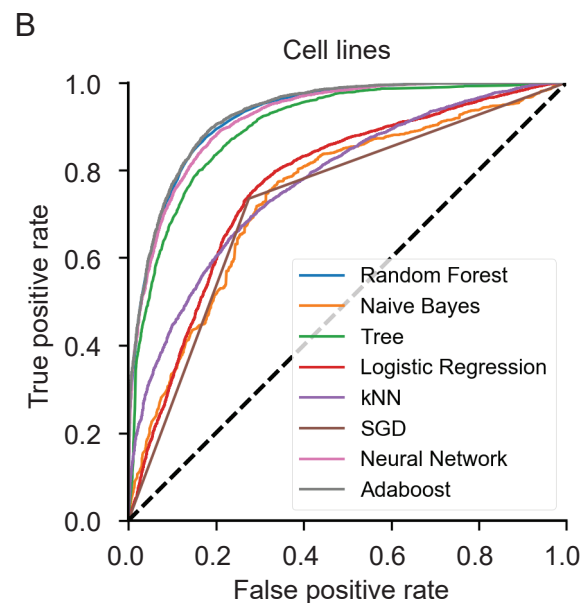 B
Cell lines
True positive rate
1.0
0.8
0.6
0.4
0.2
0.0
Random Forest
Naive Bayes
Tree
Logistic Regression
kNN
SGD
Neural Network
Adaboost
0.0 0.2 0.4 0.6 0.8 1.0
False positive rate